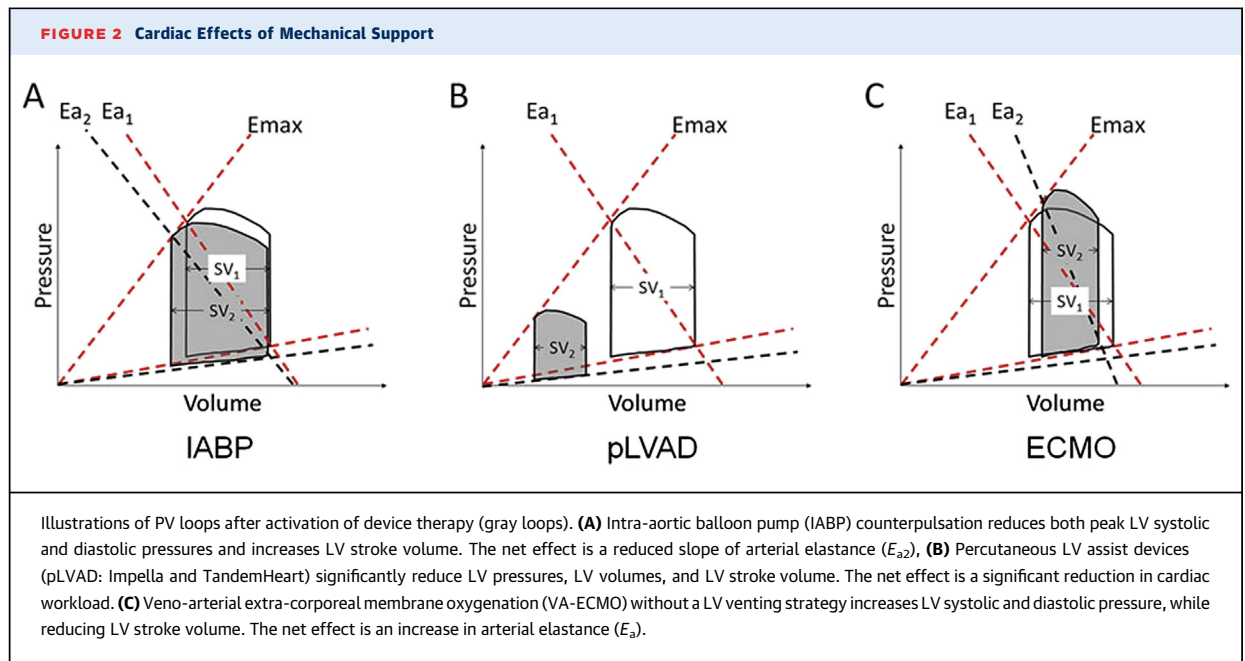 FIGURE 2 Cardiac Effects of Mechanical Support
A
Ea2 Ea1
Emax
Pressure
SV1
SV2
Volume
IABP
B
Ea1
Emax
Pressure
SV1
SV2
Volume
pLVAD
C
Ea1 Ea2
Emax
Pressure
SV2
SV1
Volume
ECMO
Illustrations of PV loops after activation of device therapy (gray loops). (A) Intra-aortic balloon pump (IABP) counterpulsation reduces both peak LV systolic
and diastolic pressures and increases LV stroke volume. The net effect is a reduced slope of arterial elastance (Ea2), (B) Percutaneous LV assist devices
(pLVAD: Impella and TandemHeart) significantly reduce LV pressures, LV volumes, and LV stroke volume. The net effect is a significant reduction in cardiac
workload. (C) Veno-arterial extra-corporeal membrane oxygenation (VA-ECMO) without a LV venting strategy increases LV systolic and diastolic pressure, while
reducing LV stroke volume. The net effect is an increase in arterial elastance (Ea).